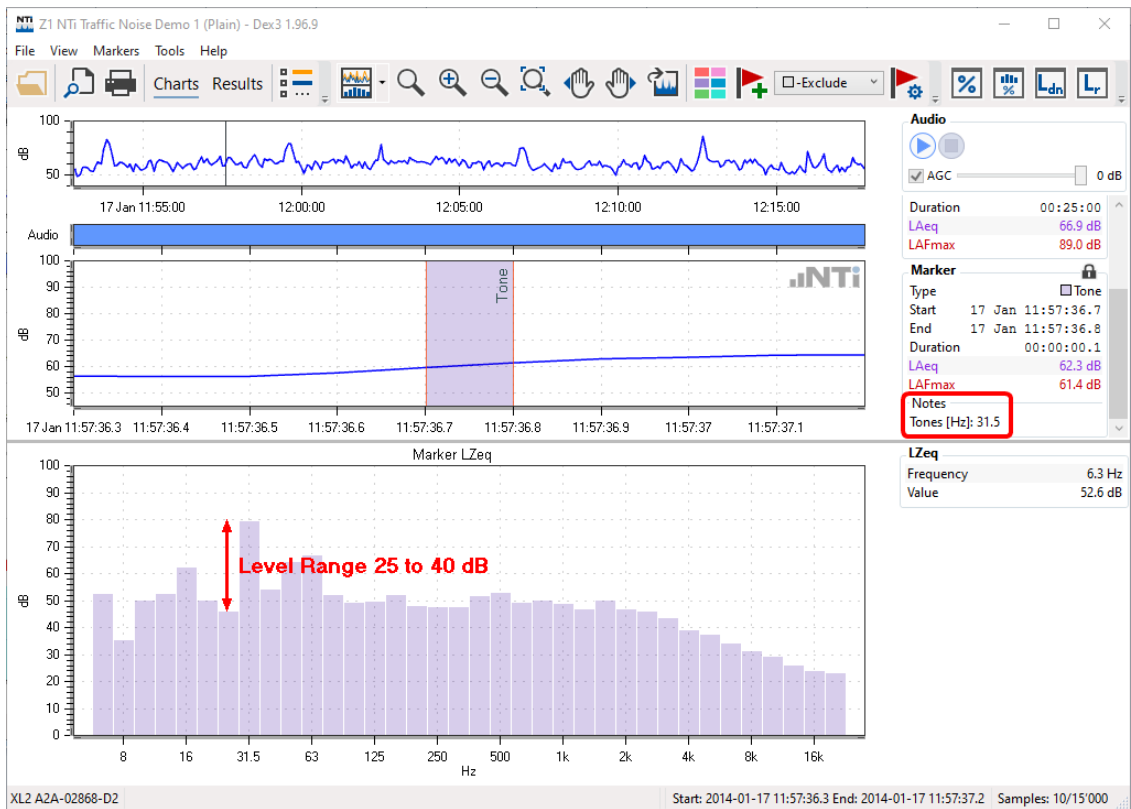 NTi Z1 NTi Traffic Noise Demo 1 (Plain) - Dex3 1.96.9
File View Markers Tools Help
Charts Results % Exclude % % Ldn Lr
100
dB
50
17 Jan 11:55:00 12:00:00 12:05:00 12:10:00 12:15:00
Audio
100
90
80
70
dB
60
50
Tone
NTi
17 Jan 11:57:36.3 11:57:36.4 11:57:36.5 11:57:36.6 11:57:36.7 11:57:36.8 11:57:36.9 11:57:37 11:57:37.1
Audio
AGC 0 dB
Duration 00:25:00
LAeq 66.9 dB
LAFmax 89.0 dB
Marker
Type Tone
Start 17 Jan 11:57:36.7
End 17 Jan 11:57:36.8
Duration 00:00:00.1
LAeq 62.3 dB
LAFmax 61.4 dB
Notes
Tones [Hz]: 31.5
Marker LZeq
100
90
80
70
60
dB
50
40
30
20
10
0
Level Range 25 to 40 dB
8 16 31.5 63 125 250 500 1k 2k 4k 8k 16k
Hz
LZeq
Frequency 6.3 Hz
Value 52.6 dB
XL2 A2A-02868-D2 Start: 2014-01-17 11:57:36.3 End: 2014-01-17 11:57:37.2 Samples: 10/15'000